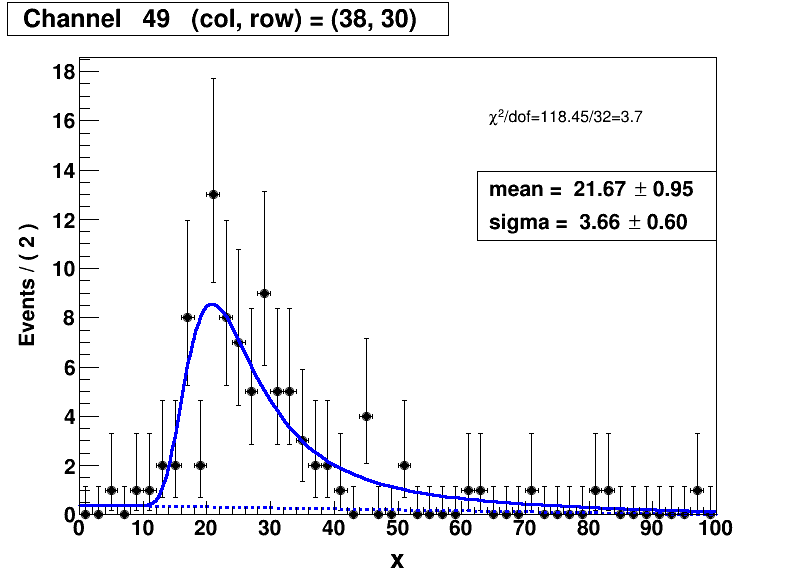 Channel 49 (col, row) = (38, 30)
χ²/dof=118.45/32=3.7
mean = 21.67 ± 0.95
sigma = 3.66 ± 0.60
Events / ( 2 )
18
16
14
12
10
8
6
4
2
0
0 10 20 30 40 50 60 70 80 90 100
x